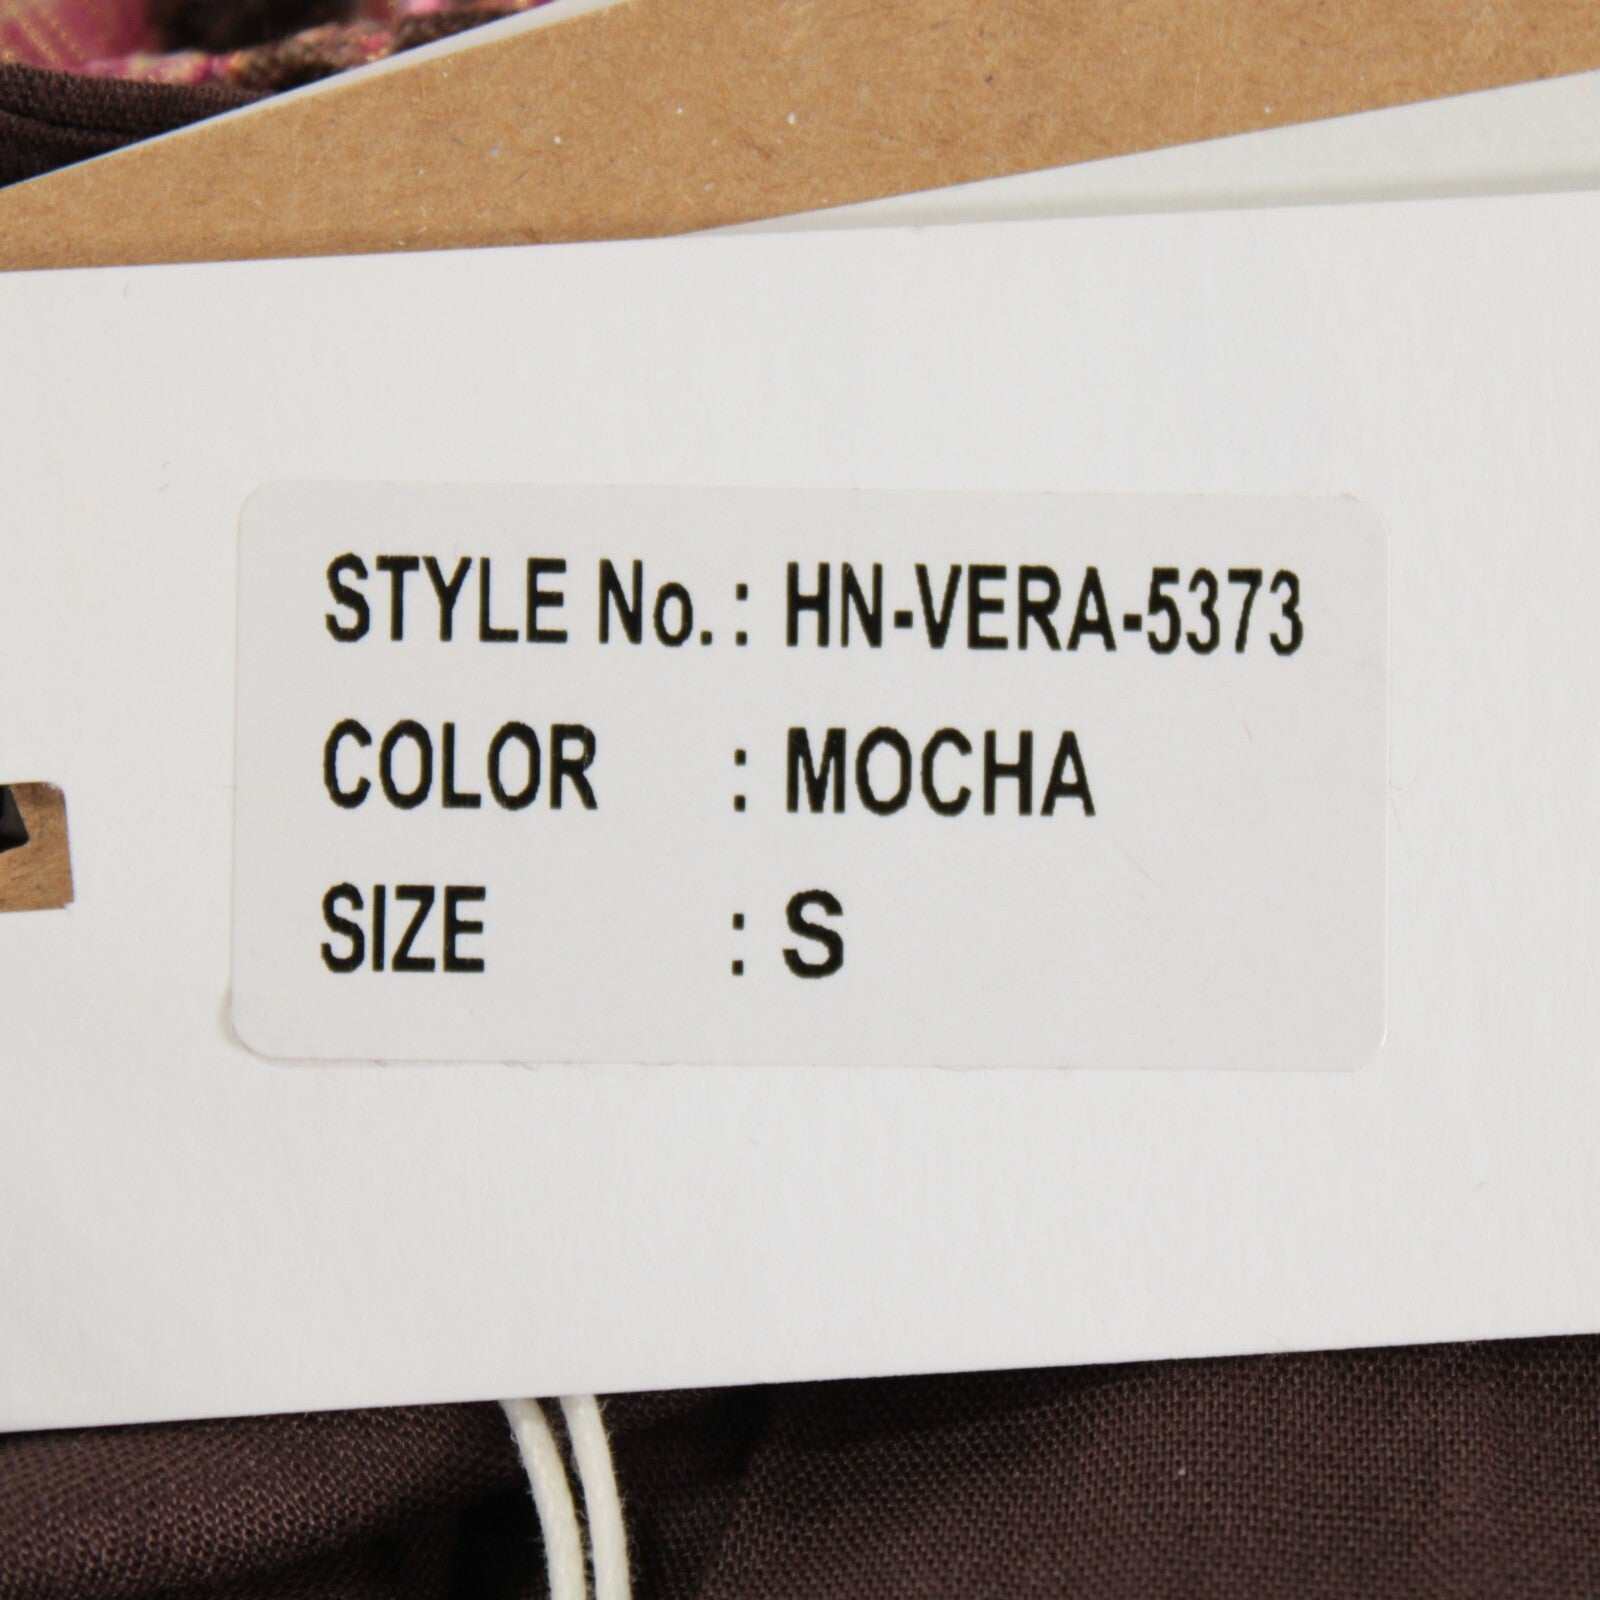 STYLE No. : HN-VERA-5373
COLOR : MOCHA
SIZE : S